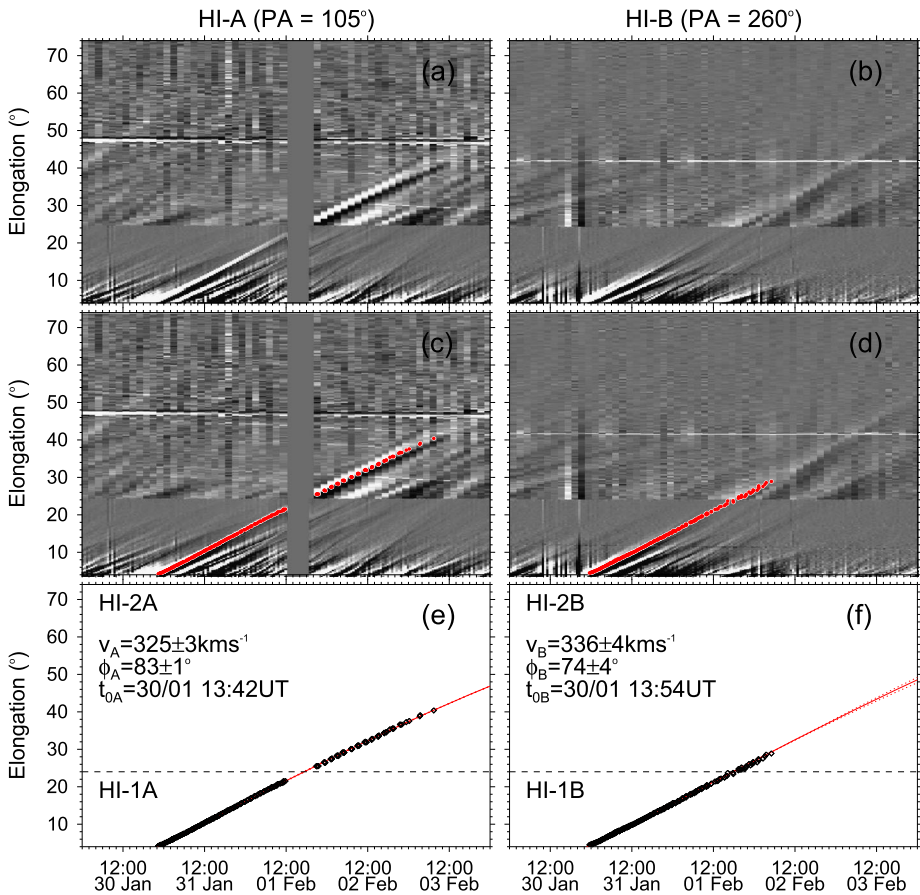 HI-A (PA = 105°) HI-B (PA = 260°)
70
60
50
40
30
20
10
Elongation (°)
(a)
(b)
70
60
50
40
30
20
10
Elongation (°)
(c)
(d)
70
60
50
40
30
20
10
Elongation (°)
HI-2A
(e)
v_A=325±3kms⁻¹
ϕ_A=83±1°
t_0A=30/01 13:42UT
HI-1A
HI-2B
(f)
v_B=336±4kms⁻¹
ϕ_B=74±4°
t_0B=30/01 13:54UT
HI-1B
12:00 12:00 12:00 12:00 12:00
30 Jan 31 Jan 01 Feb 02 Feb 03 Feb
12:00 12:00 12:00 12:00 12:00
30 Jan 31 Jan 01 Feb 02 Feb 03 Feb